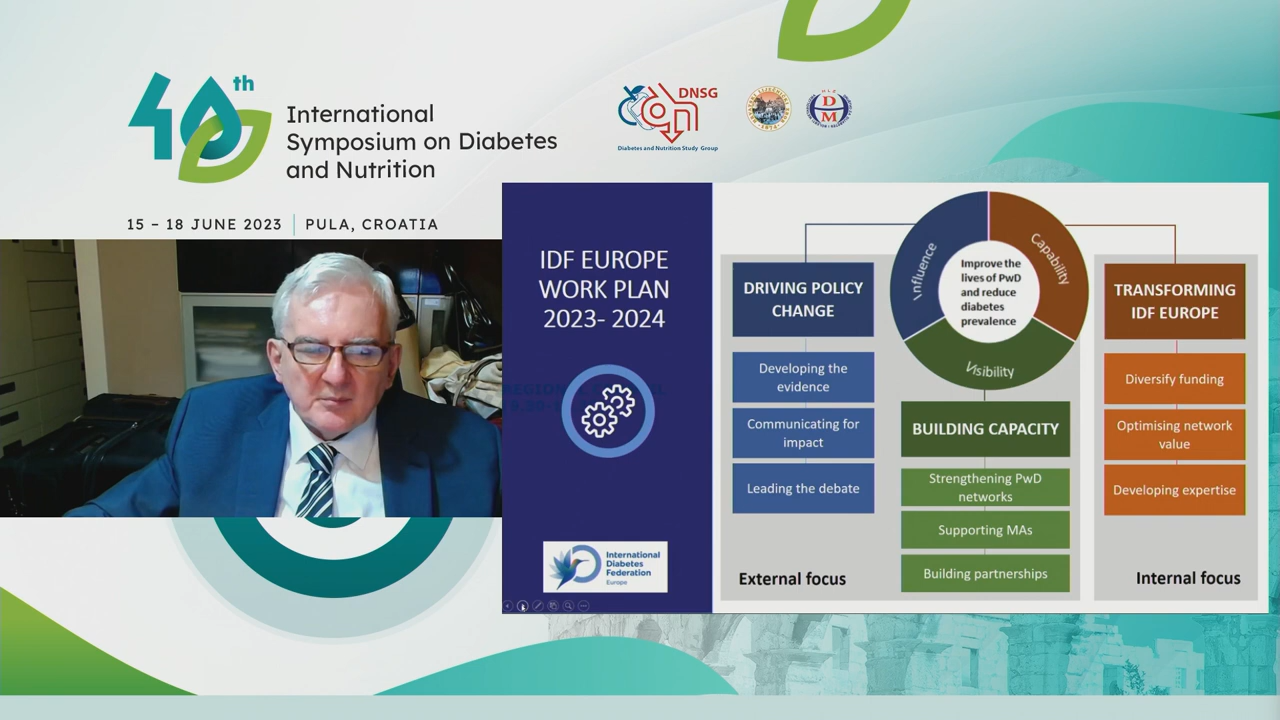 40th
International
Symposium on Diabetes
and Nutrition
15 – 18 JUNE 2023 | PULA, CROATIA
DNSG
Diabetes and Nutrition Study Group
IDF EUROPE
WORK PLAN
2023- 2024
International
Diabetes
Federation
Europe
Influence
Capability
Visibility
Improve the
lives of PwD
and reduce
diabetes
prevalence
DRIVING POLICY
CHANGE
Developing the
evidence
Communicating for
impact
Leading the debate
External focus
BUILDING CAPACITY
Strengthening PwD
networks
Supporting MAs
Building partnerships
TRANSFORMING
IDF EUROPE
Diversify funding
Optimising network
value
Developing expertise
Internal focus